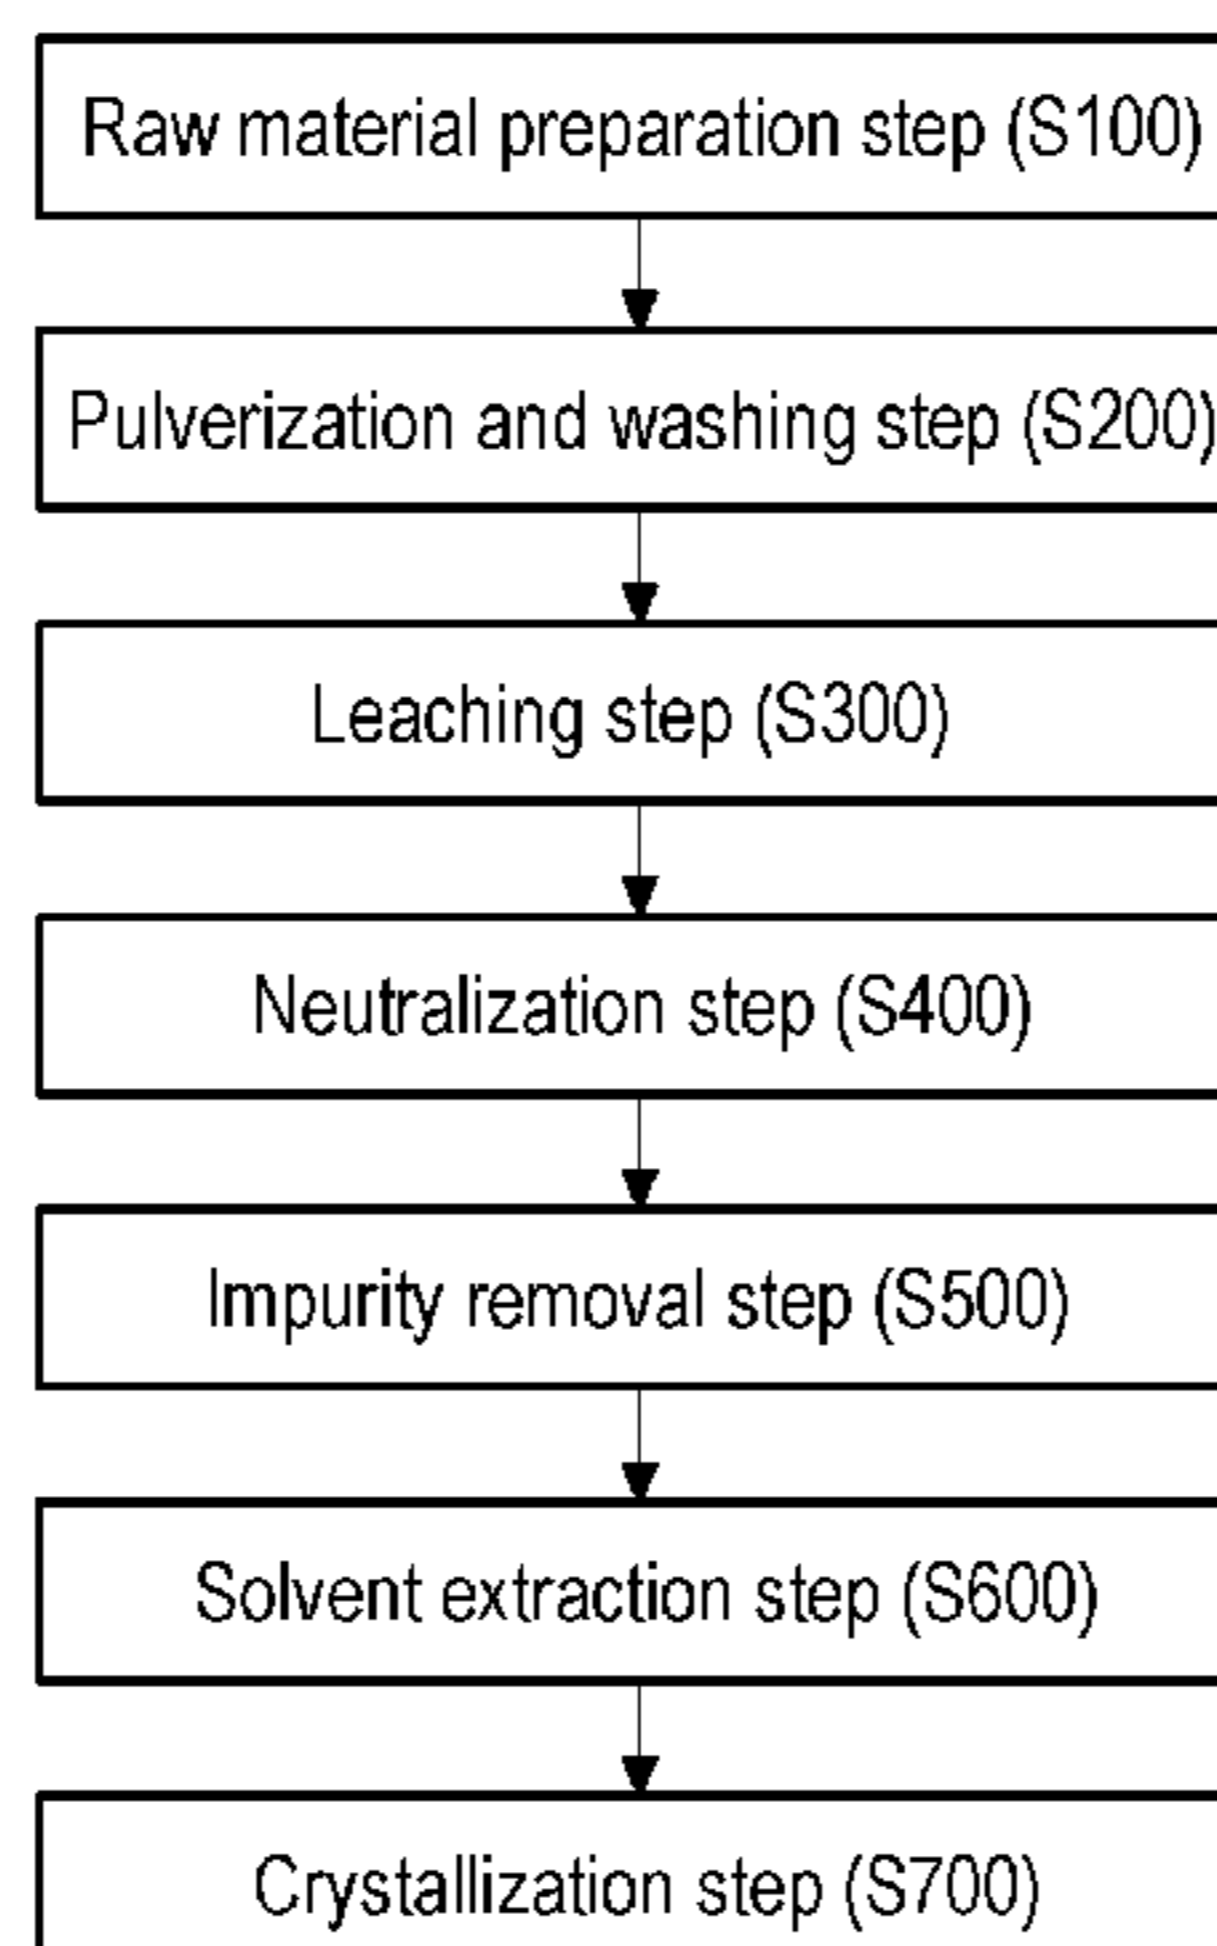 Raw material preparation step (S100)
Pulverization and washing step (S200)
Leaching step (S300)
Neutralization step (S400)
Impurity removal step (S500)
Solvent extraction step (S600)
Crystallization step (S700)